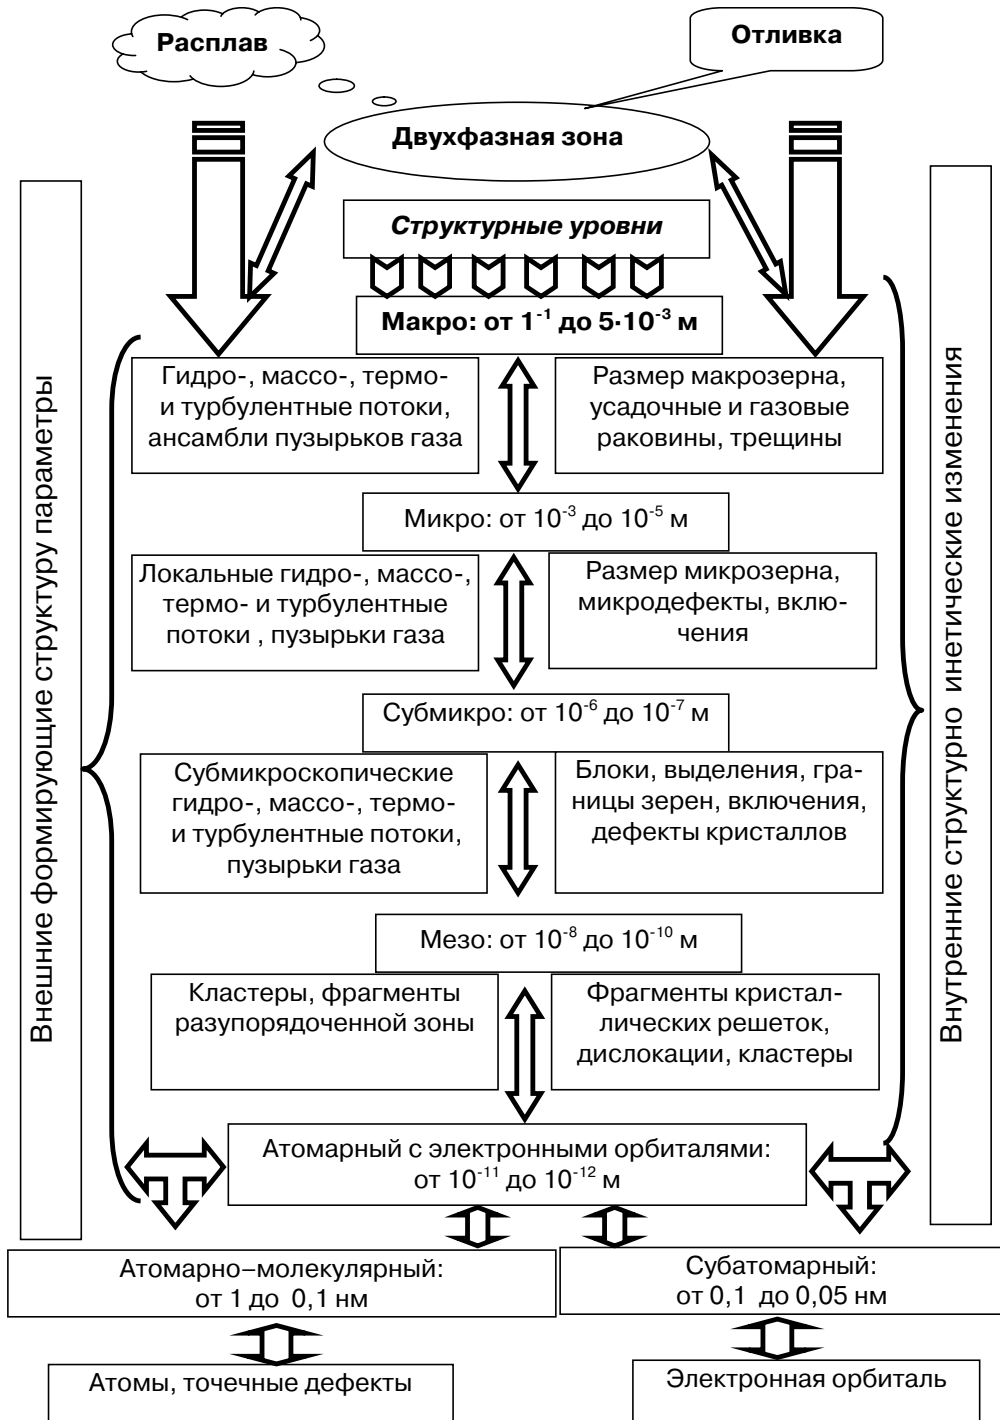 Расплав
Отливка
Двухфазная зона
Структурные уровни
Макро: от 1⁻¹ до 5·10⁻³ м
Гидро-, массо-, термо-
и турбулентные потоки,
ансамбли пузырьков газа
Размер макрозерна,
усадочные и газовые
раковины, трещины
Микро: от 10⁻³ до 10⁻⁵ м
Локальные гидро-, массо-,
термо- и турбулентные
потоки , пузырьки газа
Размер микрозерна,
микродефекты, вклю-
чения
Субмикро: от 10⁻⁶ до 10⁻⁷ м
Субмикроскопические
гидро-, массо-, термо-
и турбулентные потоки,
пузырьки газа
Блоки, выделения, гра-
ницы зерен, включения,
дефекты кристаллов
Мезо: от 10⁻⁸ до 10⁻¹⁰ м
Кластеры, фрагменты
разупорядоченной зоны
Фрагменты кристал-
лических решеток,
дислокации, кластеры
Атомарный с электронными орбиталями:
от 10⁻¹¹ до 10⁻¹² м
Атомарно–молекулярный:
от 1 до 0,1 нм
Субатомарный:
от 0,1 до 0,05 нм
Атомы, точечные дефекты
Электронная орбиталь
Внешние формирующие структуру параметры
Внутренние структурно инетические изменения